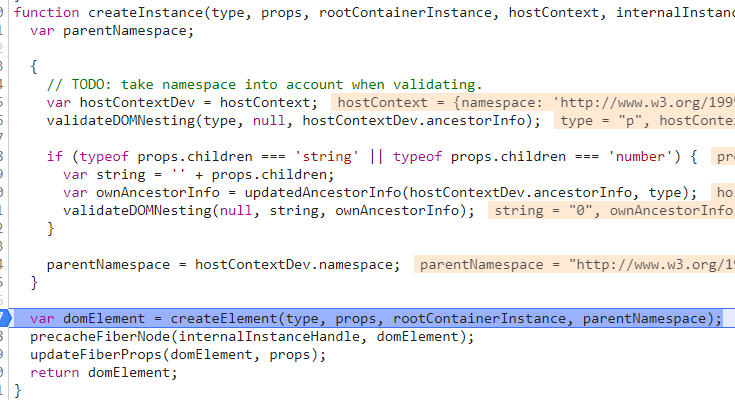 function createInstance(type, props, rootContainerInstance, hostContext, internalInstanc
var parentNamespace;
{
// TODO: take namespace into account when validating.
var hostContextDev = hostContext; hostContext = {namespace: 'http://www.w3.org/199
validateDOMNesting(type, null, hostContextDev.ancestorInfo); type = "p", hostConte
if (typeof props.children === 'string' || typeof props.children === 'number') { pr
var string = '' + props.children;
var ownAncestorInfo = updatedAncestorInfo(hostContextDev.ancestorInfo, type); hos
validateDOMNesting(null, string, ownAncestorInfo); string = "0", ownAncestorInfo
}
parentNamespace = hostContextDev.namespace; parentNamespace = "http://www.w3.org/1
}
var domElement = createElement(type, props, rootContainerInstance, parentNamespace);
precacheFiberNode(internalInstanceHandle, domElement);
updateFiberProps(domElement, props);
return domElement;
}